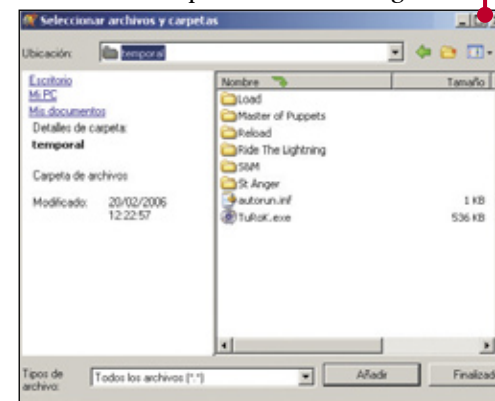 Seleccionar archivos y carpetas
Ubicación: temporal
Escritorio
Mi PC
Mis documentos
Detalles de carpeta:
temporal
Carpeta de archivos
Modificado: 20/02/2006
12:22:57
Nombre Tamaño
Load
Master of Puppets
Reload
Ride The Lightning
S&M
St Anger
autorun.inf 1 KB
TuRoK.exe 536 KB
Tipos de
archivo: Todos los archivos (*.*) Añadir Finalizad